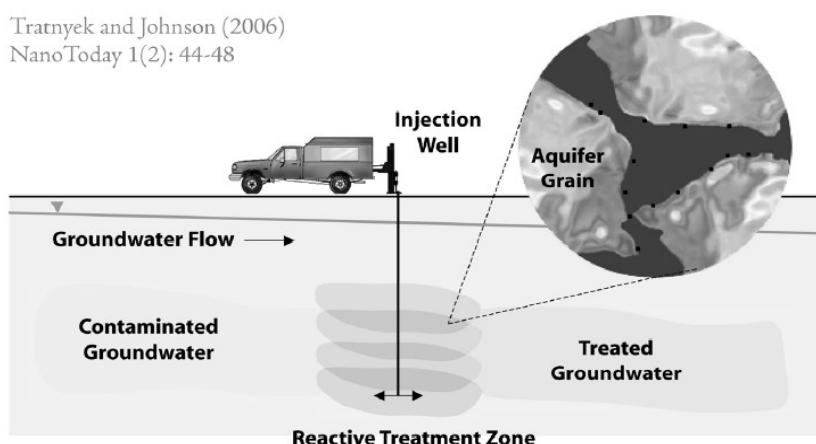 Tratnyek and Johnson (2006)
NanoToday 1(2): 44-48
Injection
Well
Aquifer
Grain
Groundwater Flow
Contaminated
Groundwater
Treated
Groundwater
Reactive Treatment Zone